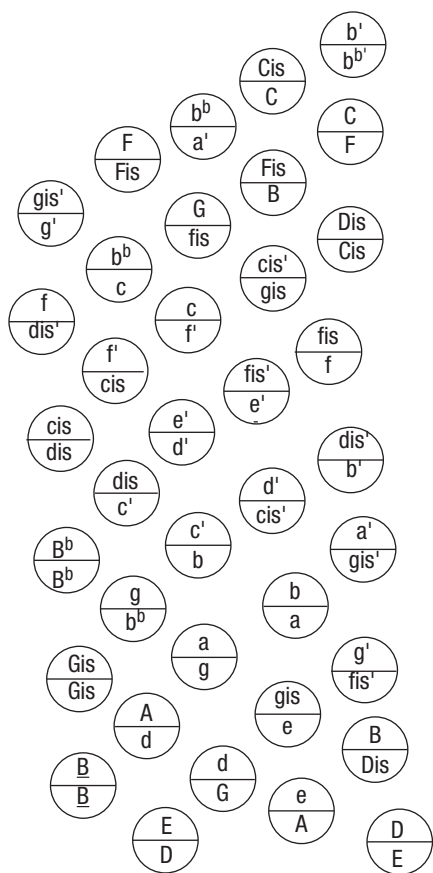 b'
b♭'
Cis
C
b♭
a'
C
F
F
Fis
Fis
B
gis'
g'
G
fis
Dis
Cis
b♭
c
cis'
gis
f
dis'
c
f'
fis
f
f'
cis
fis'
e'
cis
dis
e'
d'
dis'
b'
dis
c'
d'
cis'
c'
b
a'
gis'
B♭
B♭
g
b♭
b
a
a
g
g'
fis'
Gis
Gis
A
d
gis
e
B
Dis
B
B
d
G
e
A
E
D
D
E